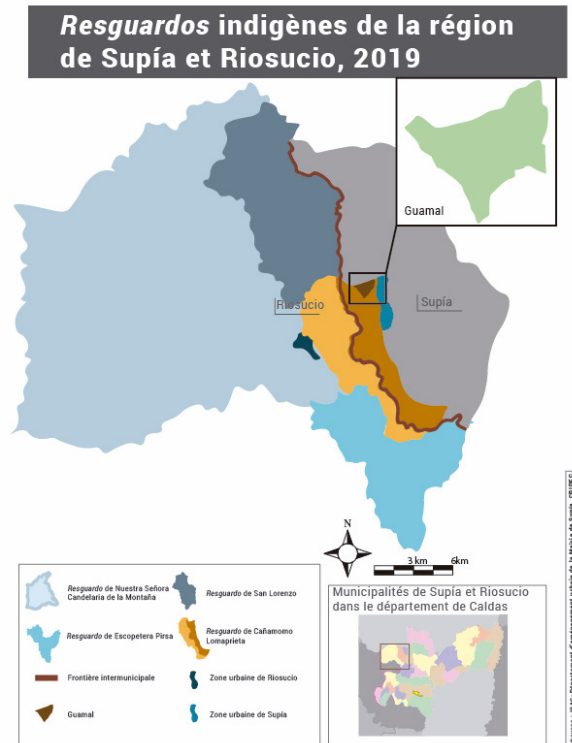 Resguardos indigènes de la région
de Supía et Riosucio, 2019
Guamal
Riosucio
Supía
N
3 km 6km
Resguardo de Nuestra Señora
Candelaria de la Montaña
Resguardo de San Lorenzo
Resguardo de Escopetera Pirsa
Resguardo de Cañamomo
Lomaprieta
Frontière intermunicipale
Zone urbaine de Riosucio
Guamal
Zone urbaine de Supía
Municipalités de Supía et Riosucio
dans le départment de Caldas